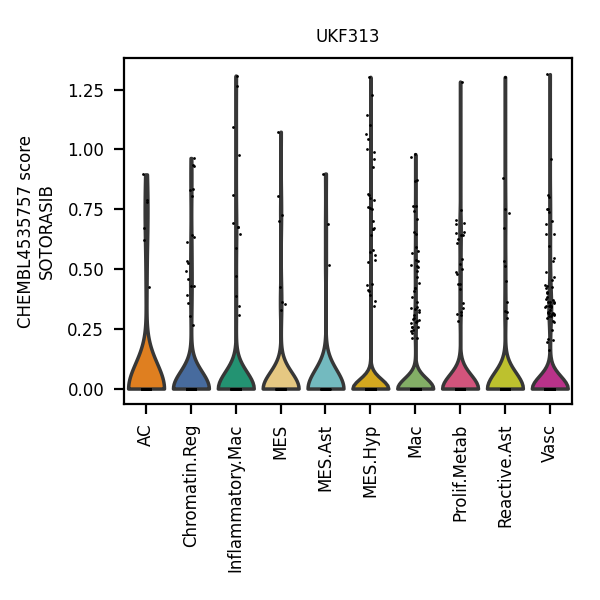 UKF313
CHEMBL4535757 score
SOTORASIB
1.25
1.00
0.75
0.50
0.25
0.00
AC
Chromatin.Reg
Inflammatory.Mac
MES
MES.Ast
MES.Hyp
Mac
Prolif.Metab
Reactive.Ast
Vasc